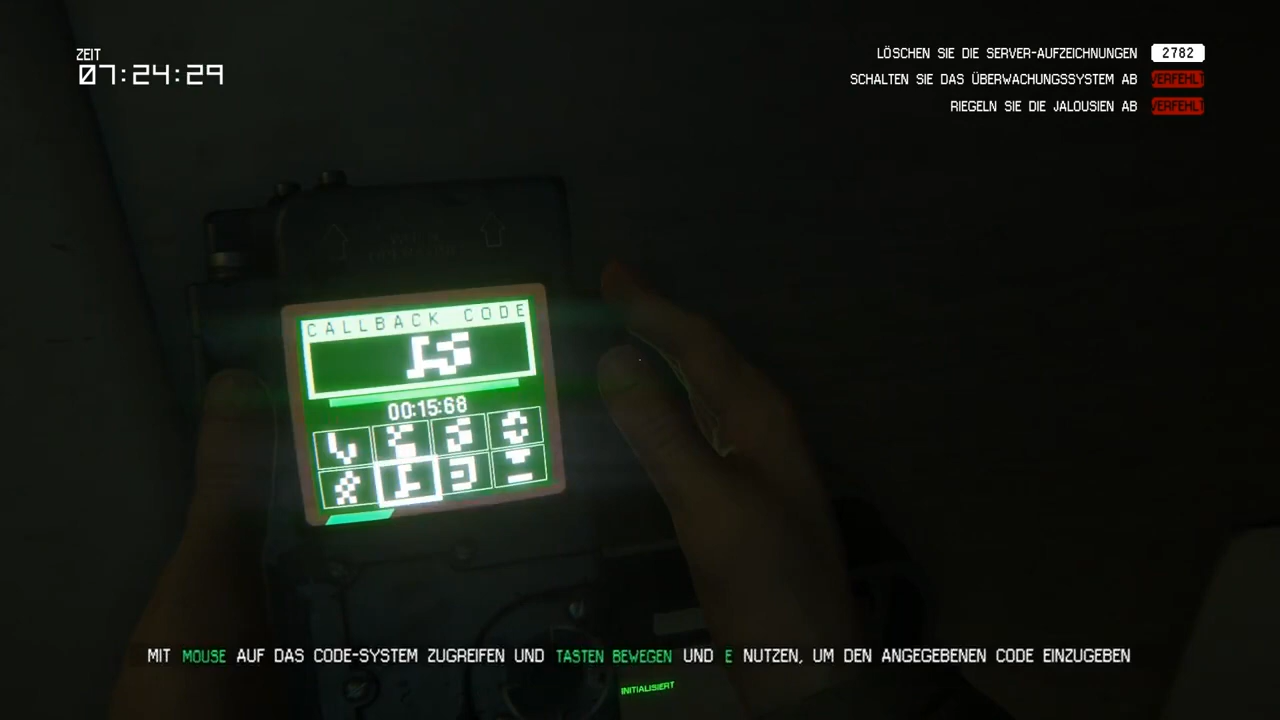 ZEIT
07:24:29
LÖSCHEN SIE DIE SERVER-AUFZEICHNUNGEN 2782
SCHALTEN SIE DAS ÜBERWACHUNGSSYSTEM AB VERFEHLT
RIEGELN SIE DIE JALOUSIEN AB VERFEHLT
CALLBACK CODE
00:15:68
MIT MOUSE AUF DAS CODE-SYSTEM ZUGREIFEN UND TASTEN BEWEGEN UND E NUTZEN, UM DEN ANGEGEBENEN CODE EINZUGEBEN
INITIALISIERT